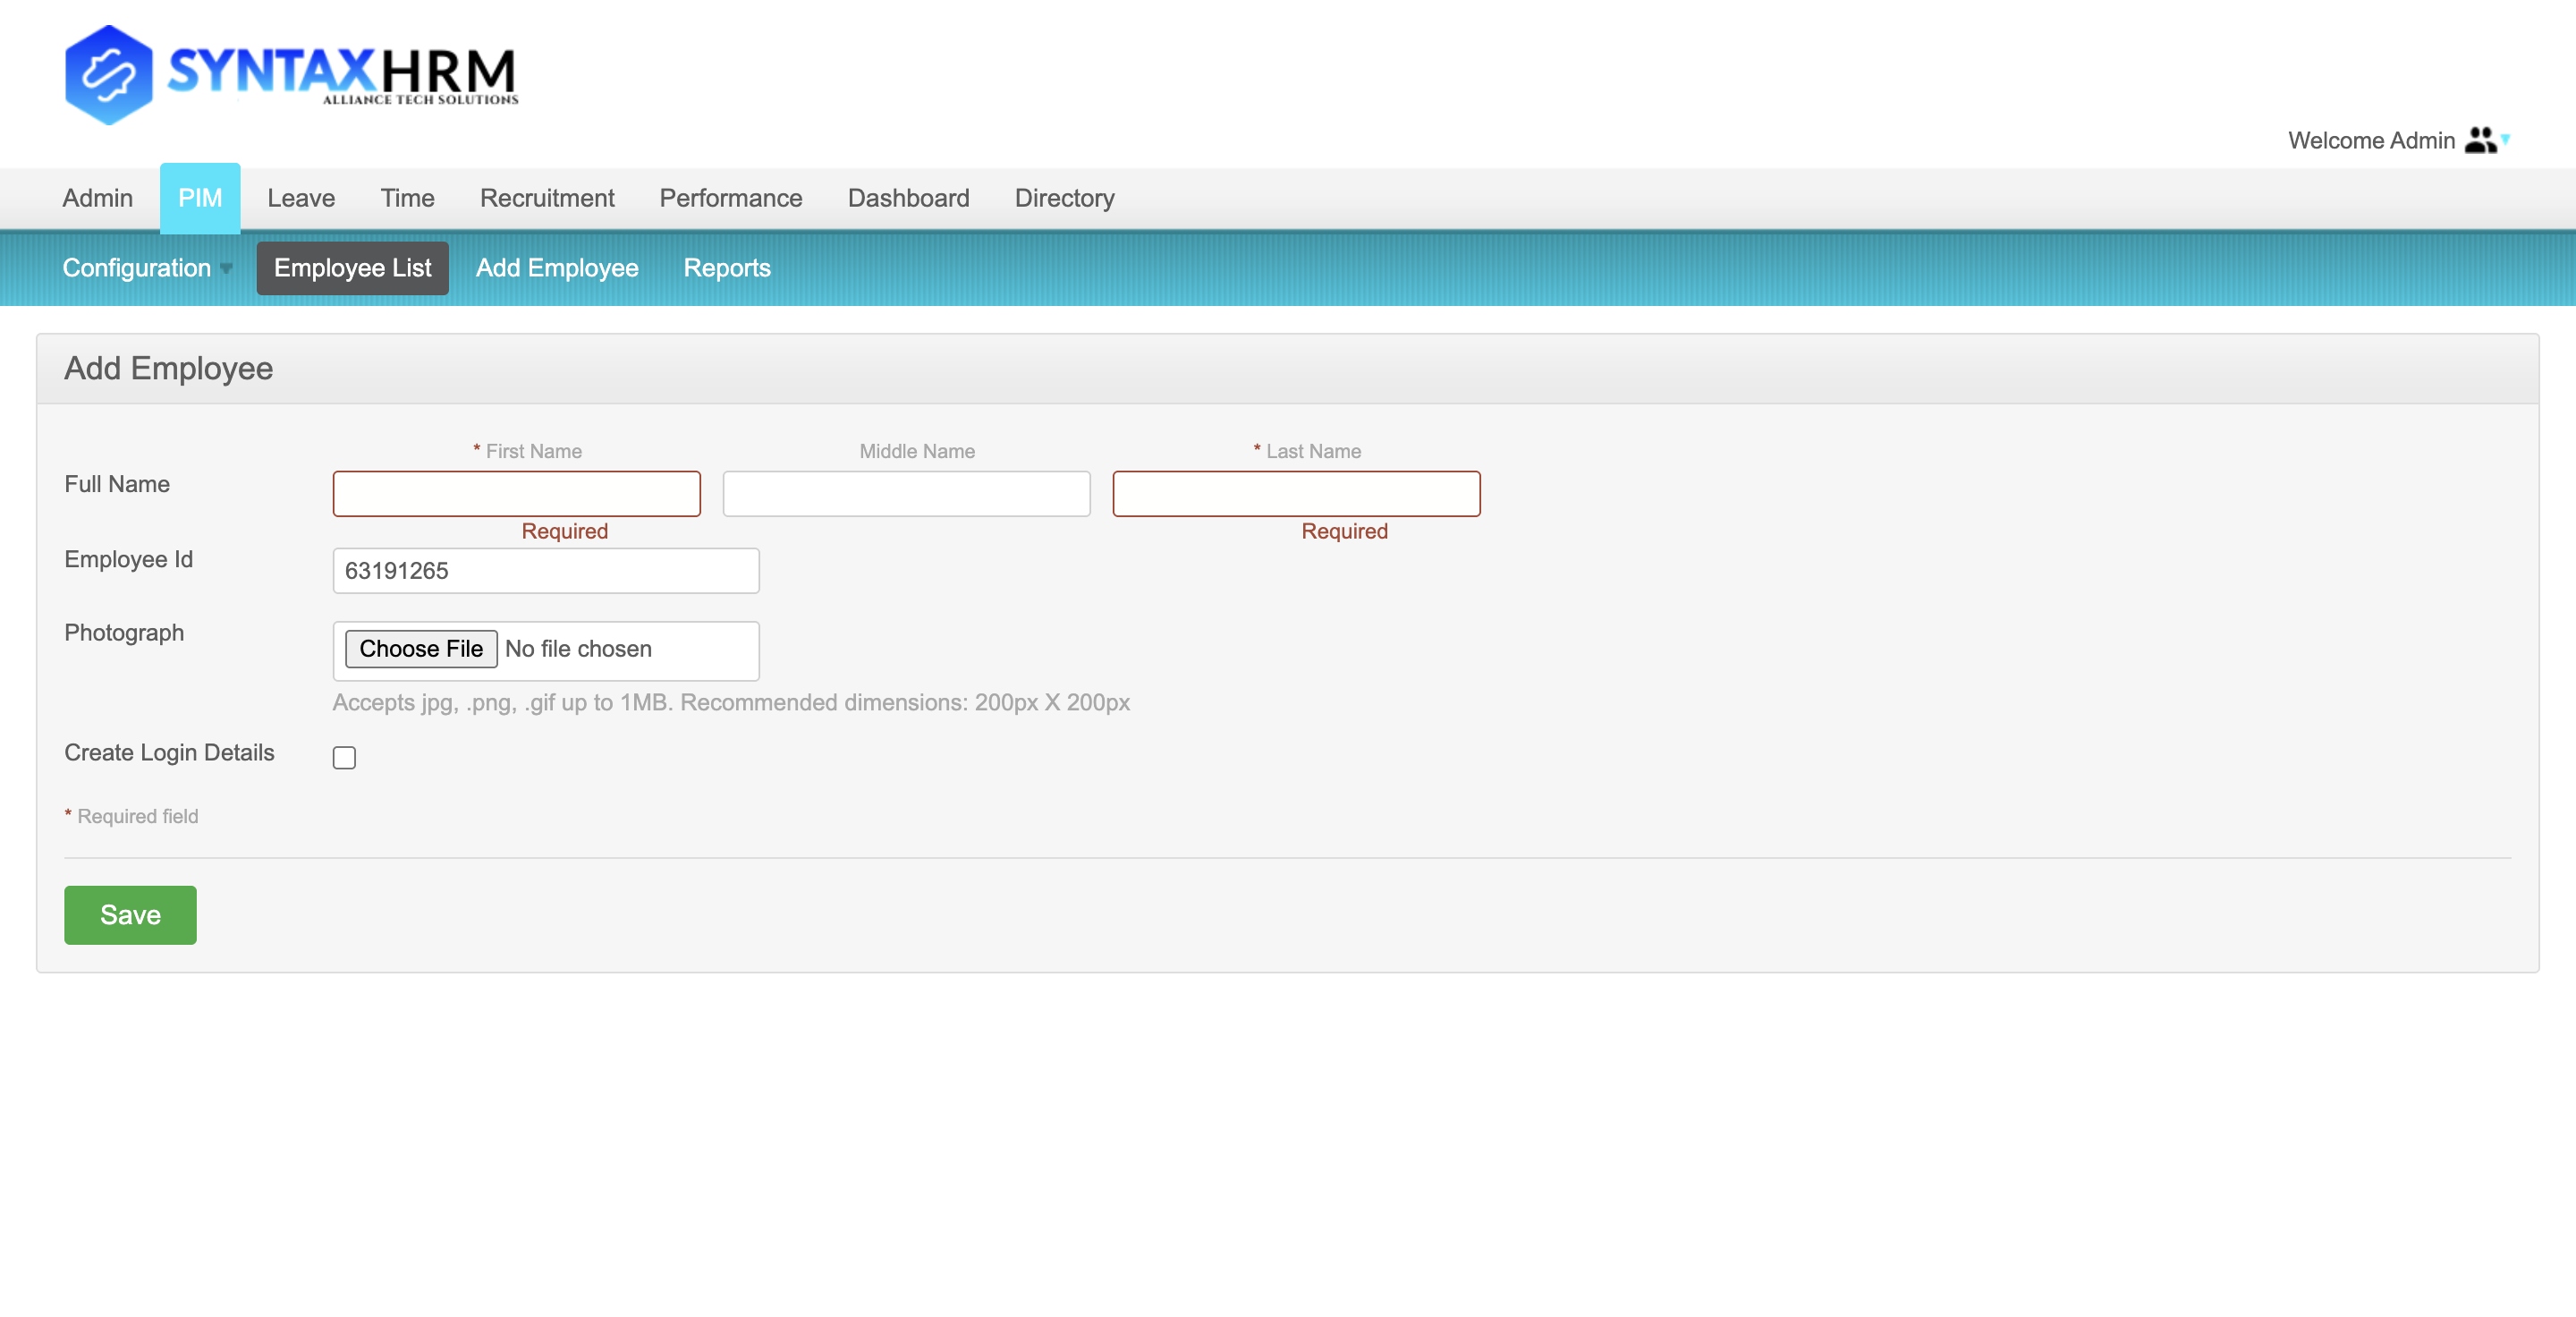 SYNTAXHRM
ALLIANCE TECH SOLUTIONS
Welcome Admin
Admin PIM Leave Time Recruitment Performance Dashboard Directory
Configuration Employee List Add Employee Reports
Add Employee
* First Name Middle Name * Last Name
Full Name
Required Required
Employee Id 63191265
Photograph Choose File No file chosen
Accepts jpg, .png, .gif up to 1MB. Recommended dimensions: 200px X 200px
Create Login Details
* Required field
Save